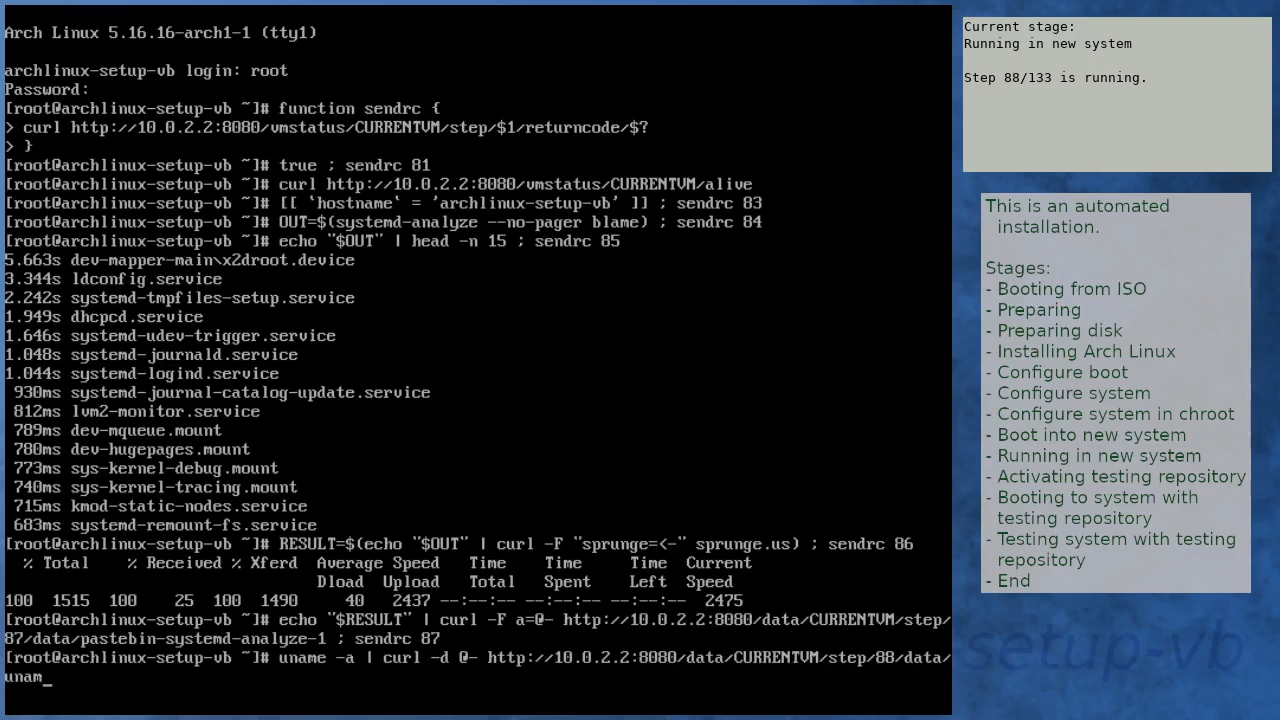 Arch Linux 5.16.16-arch1-1 (tty1)
archlinux-setup-vb login: root
Password:
[root@archlinux-setup-vb ~]# function sendrc {
> curl http://10.0.2.2:8080/vmstatus/CURRENTVM/step/$1/returncode/$?
> }
[root@archlinux-setup-vb ~]# true ; sendrc 81
[root@archlinux-setup-vb ~]# curl http://10.0.2.2:8080/vmstatus/CURRENTVM/alive
[root@archlinux-setup-vb ~]# [[ `hostname` = 'archlinux-setup-vb' ]] ; sendrc 83
[root@archlinux-setup-vb ~]# OUT=$(systemd-analyze --no-pager blame) ; sendrc 84
[root@archlinux-setup-vb ~]# echo "$OUT" | head -n 15 ; sendrc 85
5.663s dev-mapper-main\x2droot.device
3.344s ldconfig.service
2.242s systemd-tmpfiles-setup.service
1.949s dhcpcd.service
1.646s systemd-udev-trigger.service
1.048s systemd-journald.service
1.044s systemd-logind.service
 930ms systemd-journal-catalog-update.service
 812ms lvm2-monitor.service
 789ms dev-mqueue.mount
 780ms dev-hugepages.mount
 773ms sys-kernel-debug.mount
 740ms sys-kernel-tracing.mount
 715ms kmod-static-nodes.service
 683ms systemd-remount-fs.service
[root@archlinux-setup-vb ~]# RESULT=$(echo "$OUT" | curl -F "sprunge=<-" sprunge.us) ; sendrc 86
  % Total    % Received % Xferd  Average Speed   Time    Time     Time  Current
                                 Dload  Upload   Total   Spent    Left  Speed
100  1515  100    25  100  1490     40   2437 --:--:-- --:--:-- --:--:--  2475
[root@archlinux-setup-vb ~]# echo "$RESULT" | curl -F a=@- http://10.0.2.2:8080/data/CURRENTVM/step/
87/data/pastebin-systemd-analyze-1 ; sendrc 87
[root@archlinux-setup-vb ~]# uname -a | curl -d @- http://10.0.2.2:8080/data/CURRENTVM/step/88/data/
unam_
Current stage:
Running in new system
Step 88/133 is running.
This is an automated
installation.
Stages:
- Booting from ISO
- Preparing
- Preparing disk
- Installing Arch Linux
- Configure boot
- Configure system
- Configure system in chroot
- Boot into new system
- Running in new system
- Activating testing repository
- Booting to system with
testing repository
- Testing system with testing
repository
- End
setup-vb